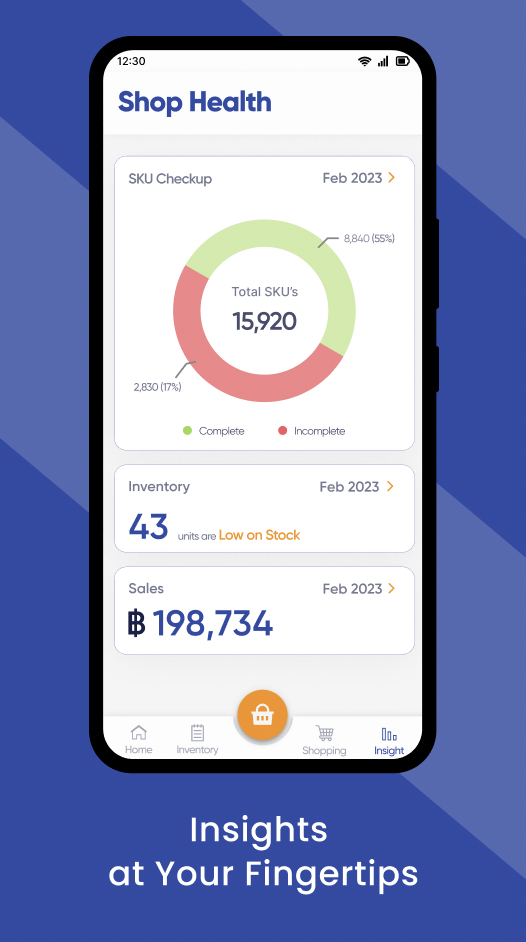 12:30
Shop Health
SKU Checkup
Feb 2023
8,840 (55%)
Total SKU's
15,920
2,830 (17%)
Complete
Incomplete
Inventory
Feb 2023
43 units are Low on Stock
Sales
Feb 2023
฿ 198,734
Home
Inventory
Shopping
Insight
Insights
at Your Fingertips